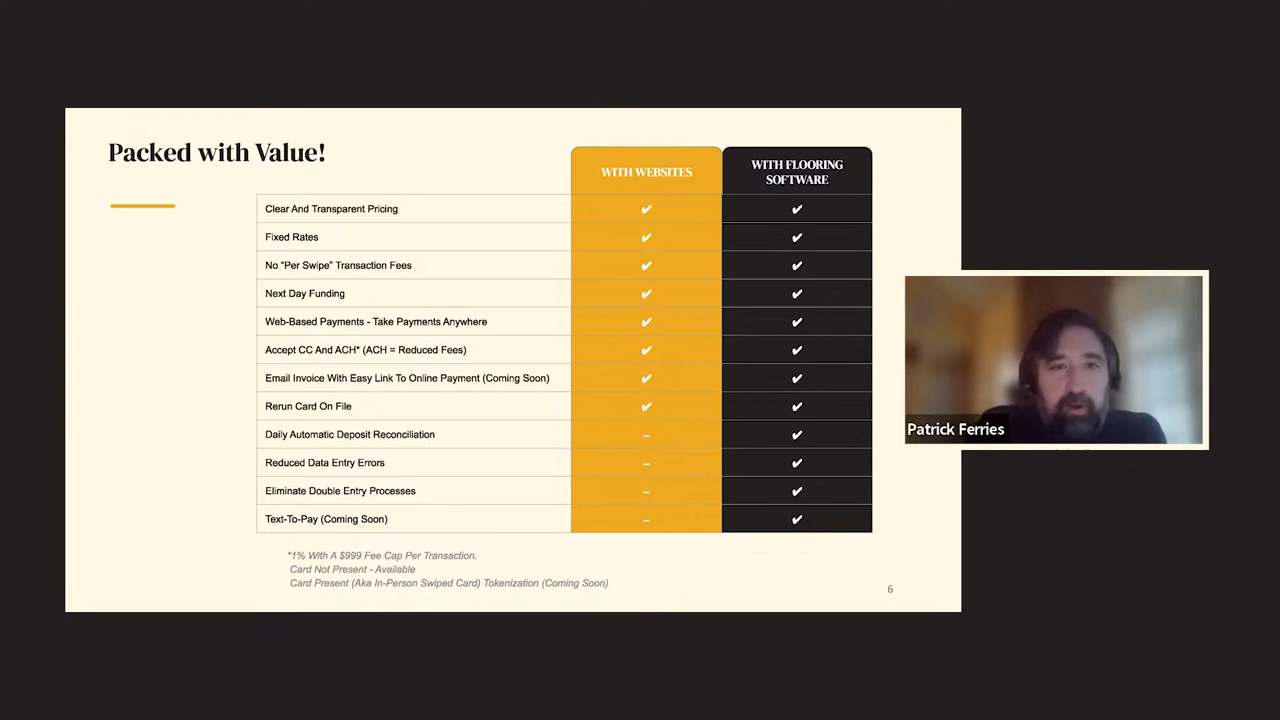 Packed with Value!
WITH WEBSITES
WITH FLOORING
SOFTWARE
Clear And Transparent Pricing ✔ ✔
Fixed Rates ✔ ✔
No “Per Swipe” Transaction Fees ✔ ✔
Next Day Funding ✔ ✔
Web-Based Payments - Take Payments Anywhere ✔ ✔
Accept CC And ACH* (ACH = Reduced Fees) ✔ ✔
Email Invoice With Easy Link To Online Payment (Coming Soon) ✔ ✔
Rerun Card On File ✔ ✔
Daily Automatic Deposit Reconciliation – ✔
Reduced Data Entry Errors – ✔
Eliminate Double Entry Processes – ✔
Text-To-Pay (Coming Soon) – ✔
*1% With A $999 Fee Cap Per Transaction.
Card Not Present - Available
Card Present (Aka In-Person Swiped Card) Tokenization (Coming Soon)
6
Patrick Ferries